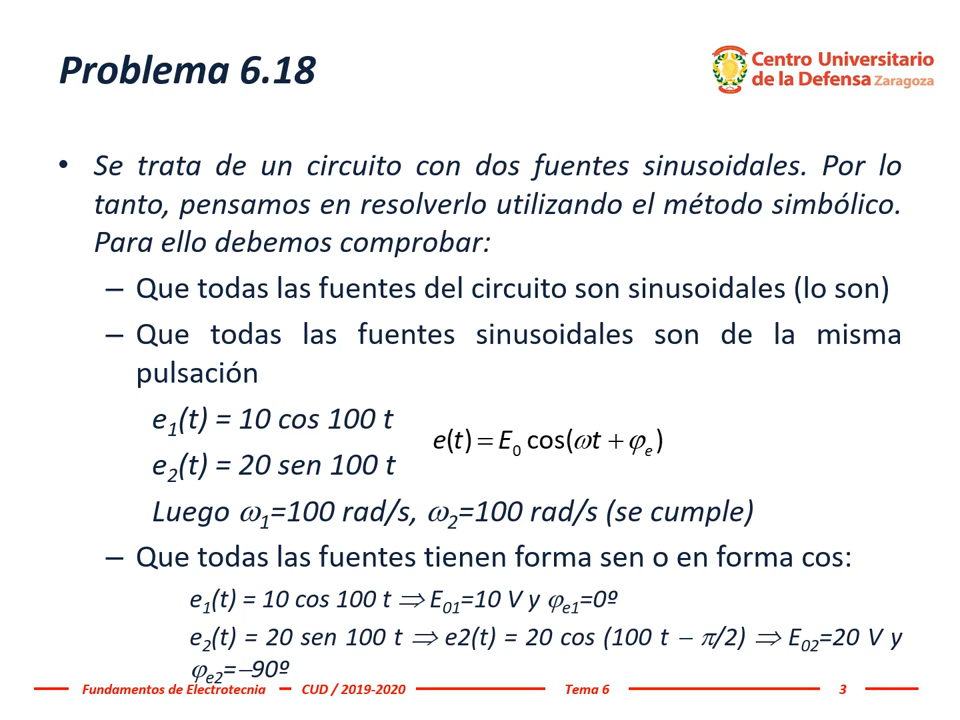 Problema 6.18
Centro Universitario
de la Defensa Zaragoza
• Se trata de un circuito con dos fuentes sinusoidales. Por lo
tanto, pensamos en resolverlo utilizando el método simbólico.
Para ello debemos comprobar:
– Que todas las fuentes del circuito son sinusoidales (lo son)
– Que todas las fuentes sinusoidales son de la misma
pulsación
e₁(t) = 10 cos 100 t
e(t) = E₀ cos(ωt + φₑ)
e₂(t) = 20 sen 100 t
Luego ω₁=100 rad/s, ω₂=100 rad/s (se cumple)
– Que todas las fuentes tienen forma sen o en forma cos:
e₁(t) = 10 cos 100 t ⇒ E₀₁=10 V y φₑ₁=0º
e₂(t) = 20 sen 100 t ⇒ e2(t) = 20 cos (100 t − π/2) ⇒ E₀₂=20 V y
φₑ₂=−90º
Fundamentos de Electrotecnia CUD / 2019-2020 Tema 6 3